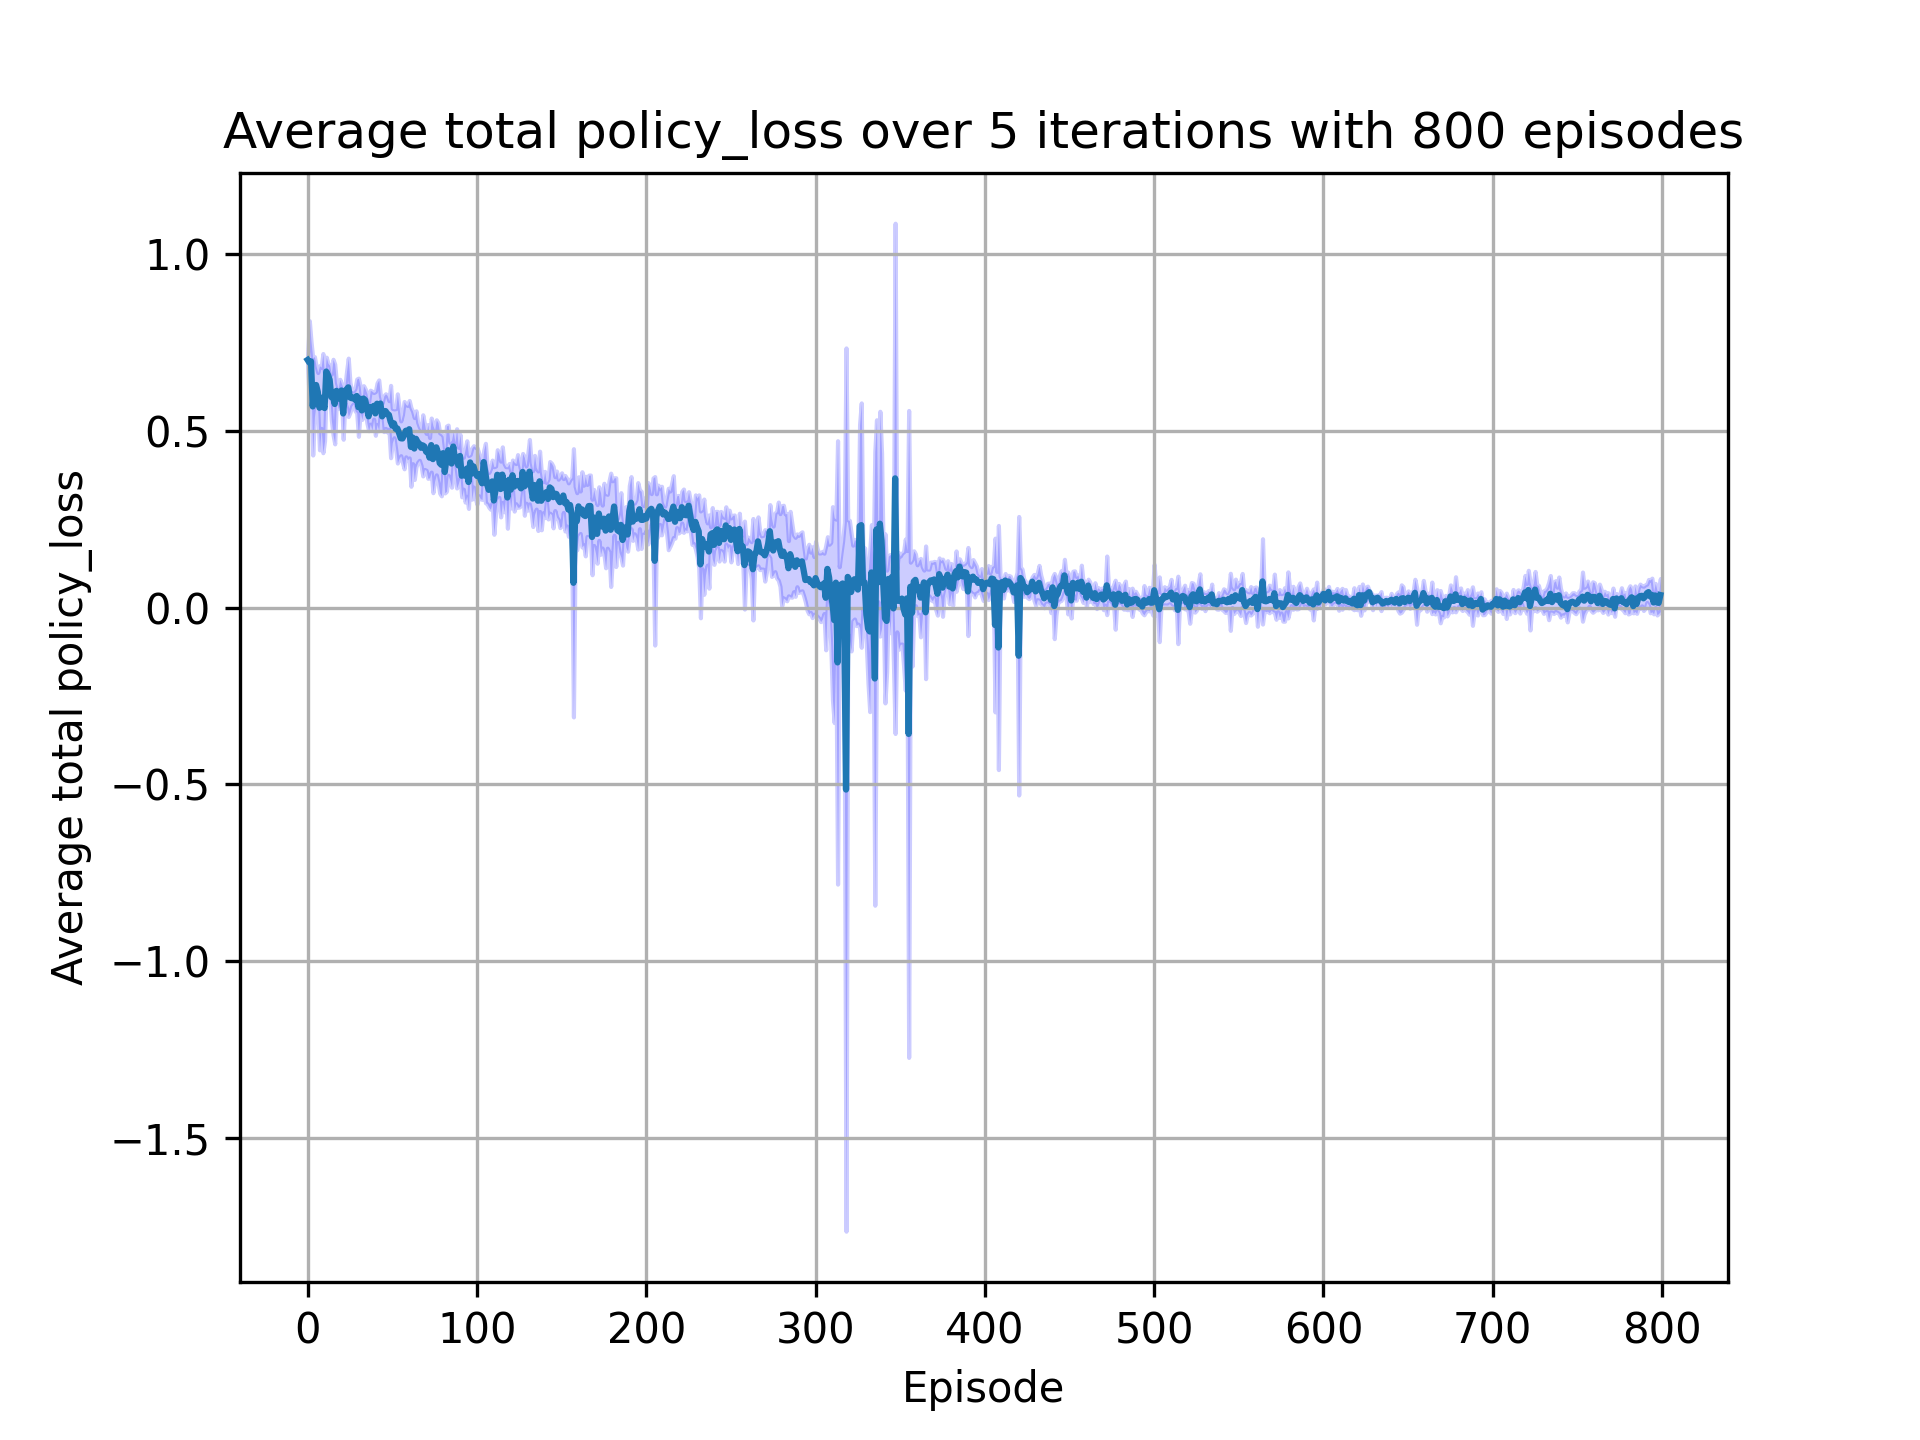 Average total policy_loss over 5 iterations with 800 episodes
Average total policy_loss
1.0
0.5
0.0
−0.5
−1.0
−1.5
0 100 200 300 400 500 600 700 800
Episode